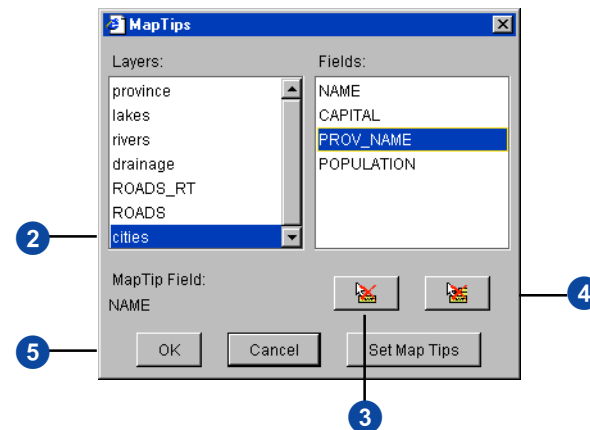 MapTips
Layers:
province
lakes
rivers
drainage
ROADS_RT
ROADS
cities
Fields:
NAME
CAPITAL
PROV_NAME
POPULATION
MapTip Field:
NAME
OK
Cancel
Set Map Tips
2
3
4
5